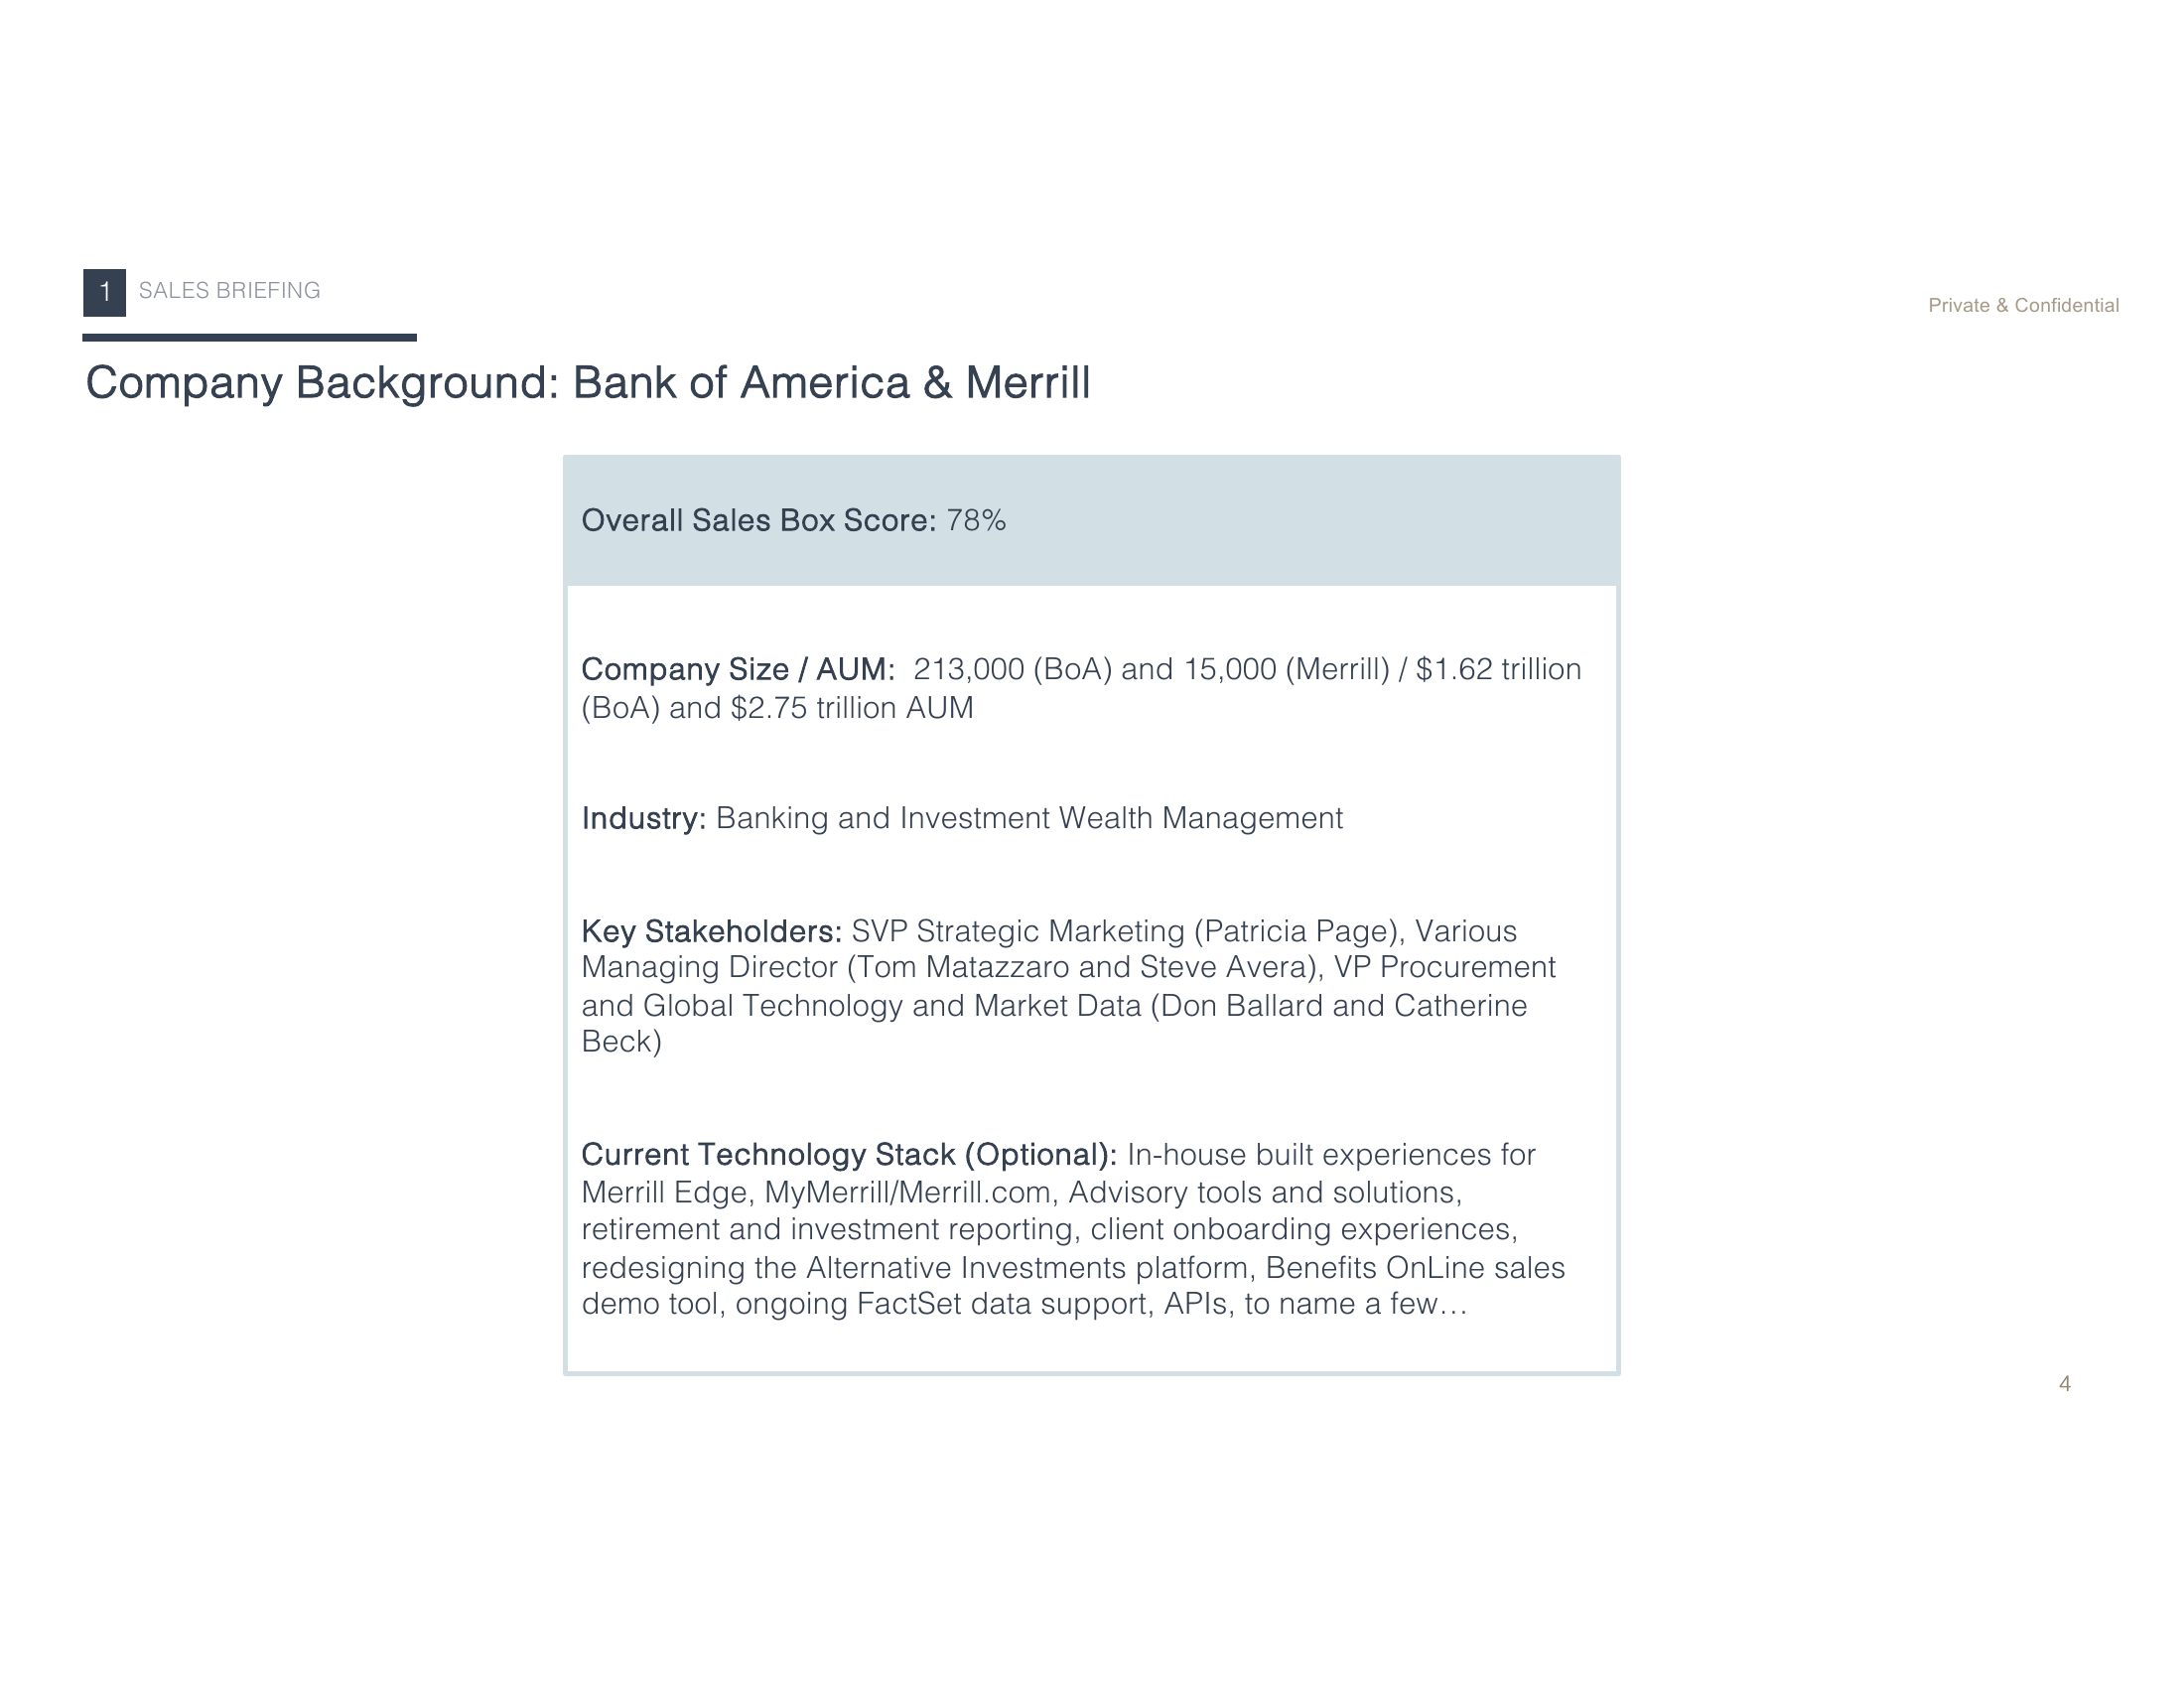 1 SALES BRIEFING
Private & Confidential
Company Background: Bank of America & Merrill
Overall Sales Box Score: 78%
Company Size / AUM:  213,000 (BoA) and 15,000 (Merrill) / $1.62 trillion
(BoA) and $2.75 trillion AUM
Industry: Banking and Investment Wealth Management
Key Stakeholders: SVP Strategic Marketing (Patricia Page), Various
Managing Director (Tom Matazzaro and Steve Avera), VP Procurement
and Global Technology and Market Data (Don Ballard and Catherine
Beck)
Current Technology Stack (Optional): In-house built experiences for
Merrill Edge, MyMerrill/Merrill.com, Advisory tools and solutions,
retirement and investment reporting, client onboarding experiences,
redesigning the Alternative Investments platform, Benefits OnLine sales
demo tool, ongoing FactSet data support, APIs, to name a few…
4